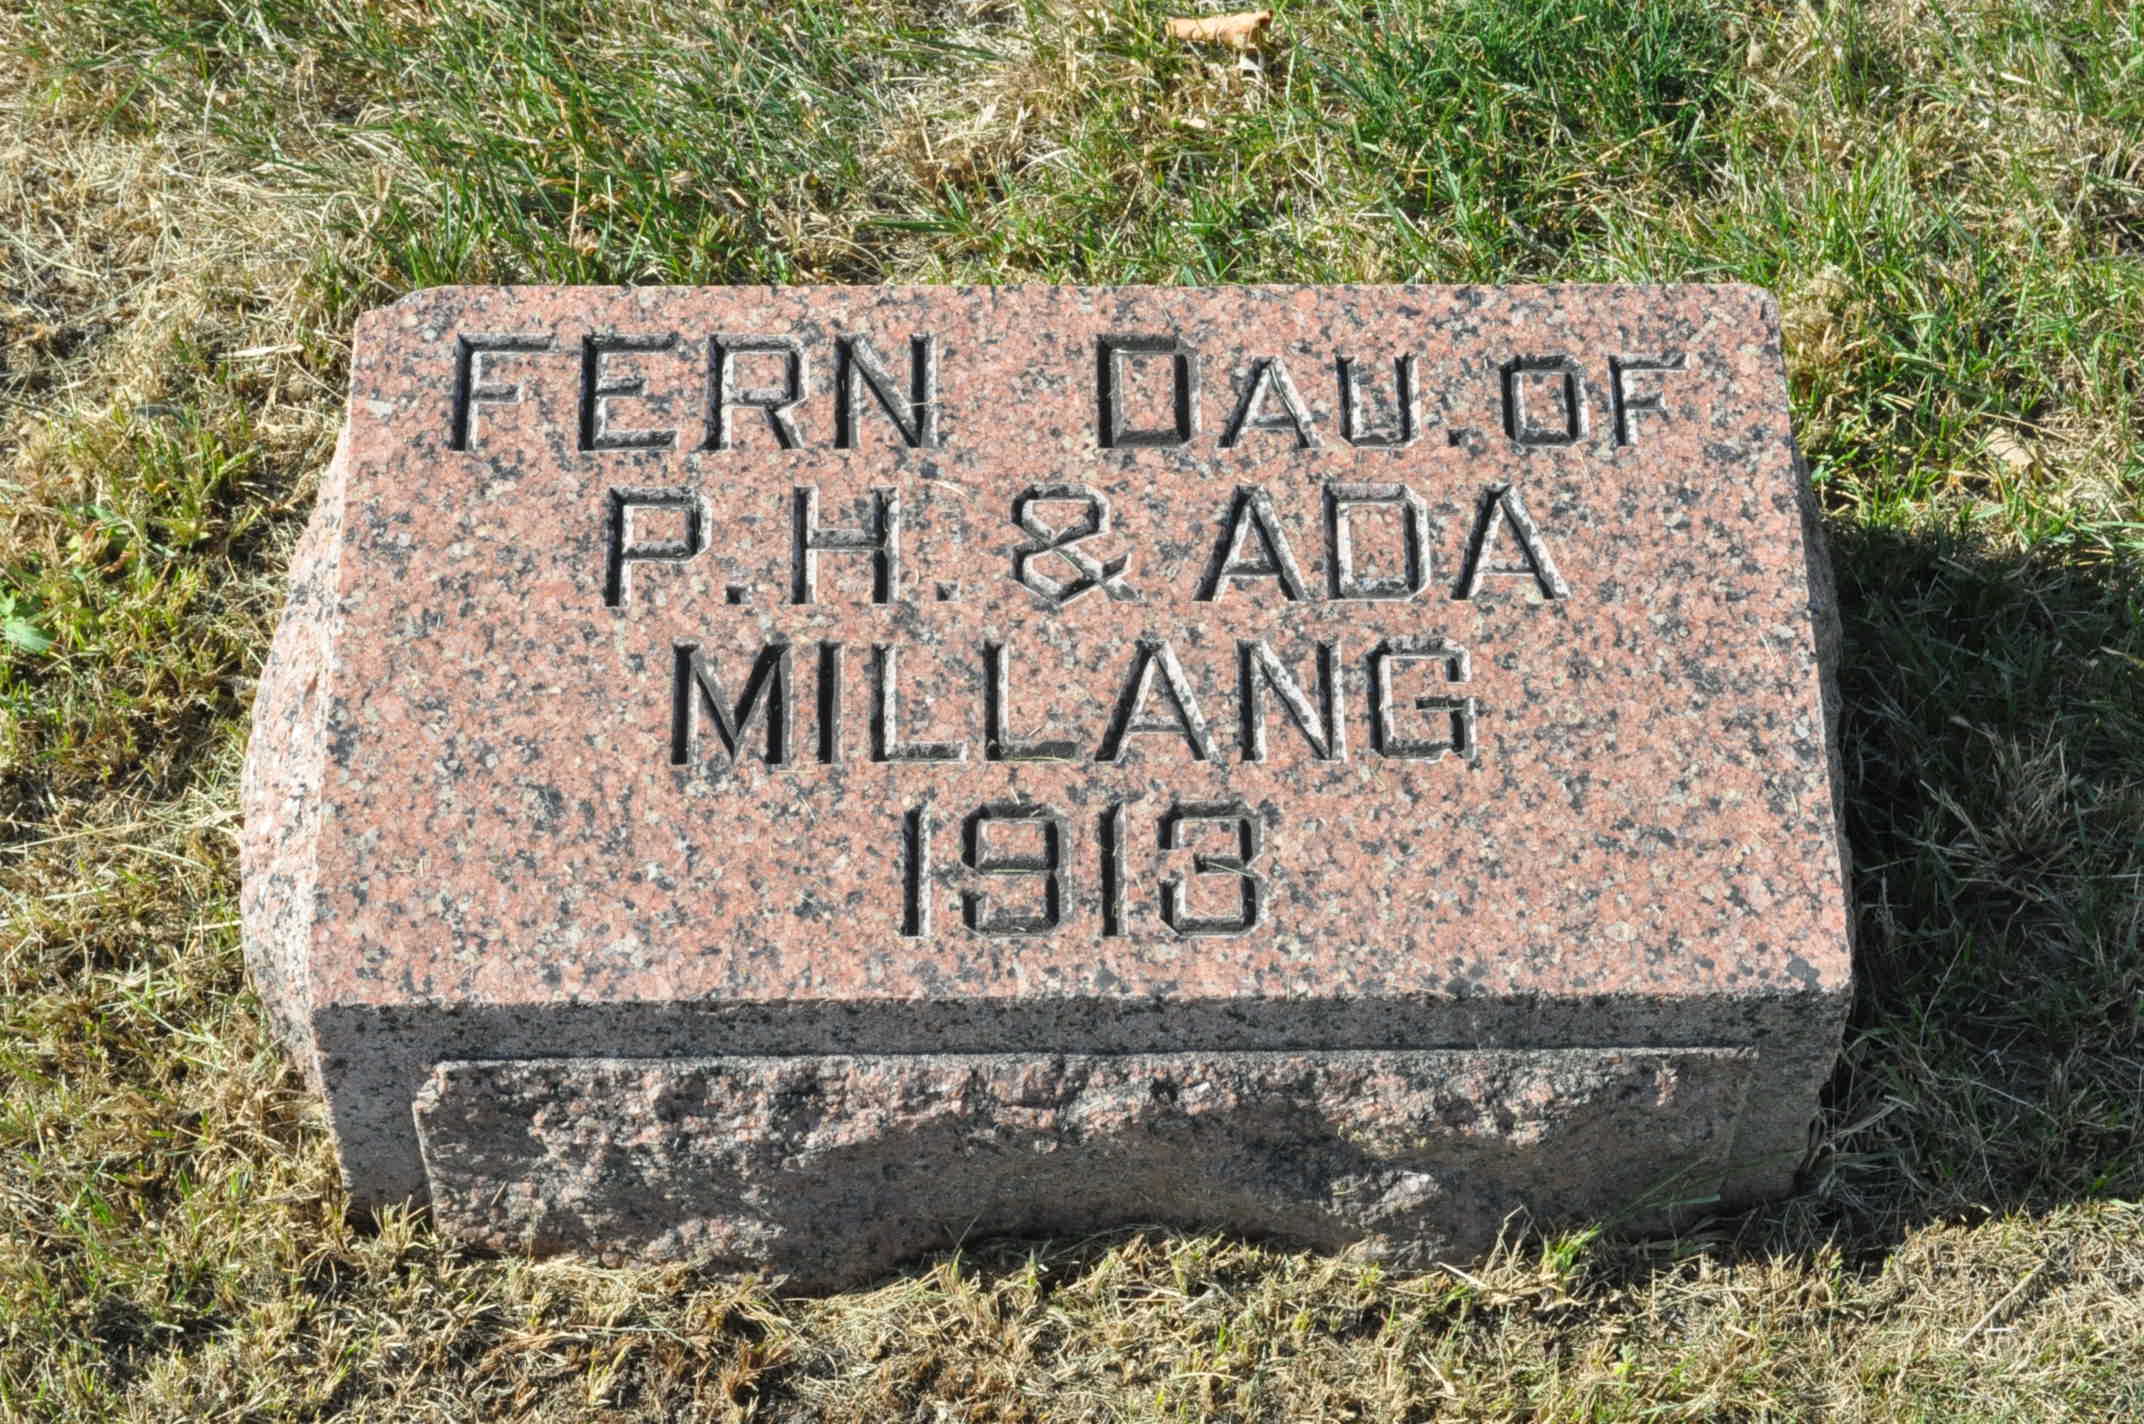 FERN DAU. OF
P.H. & ADA
MILLANG
1913